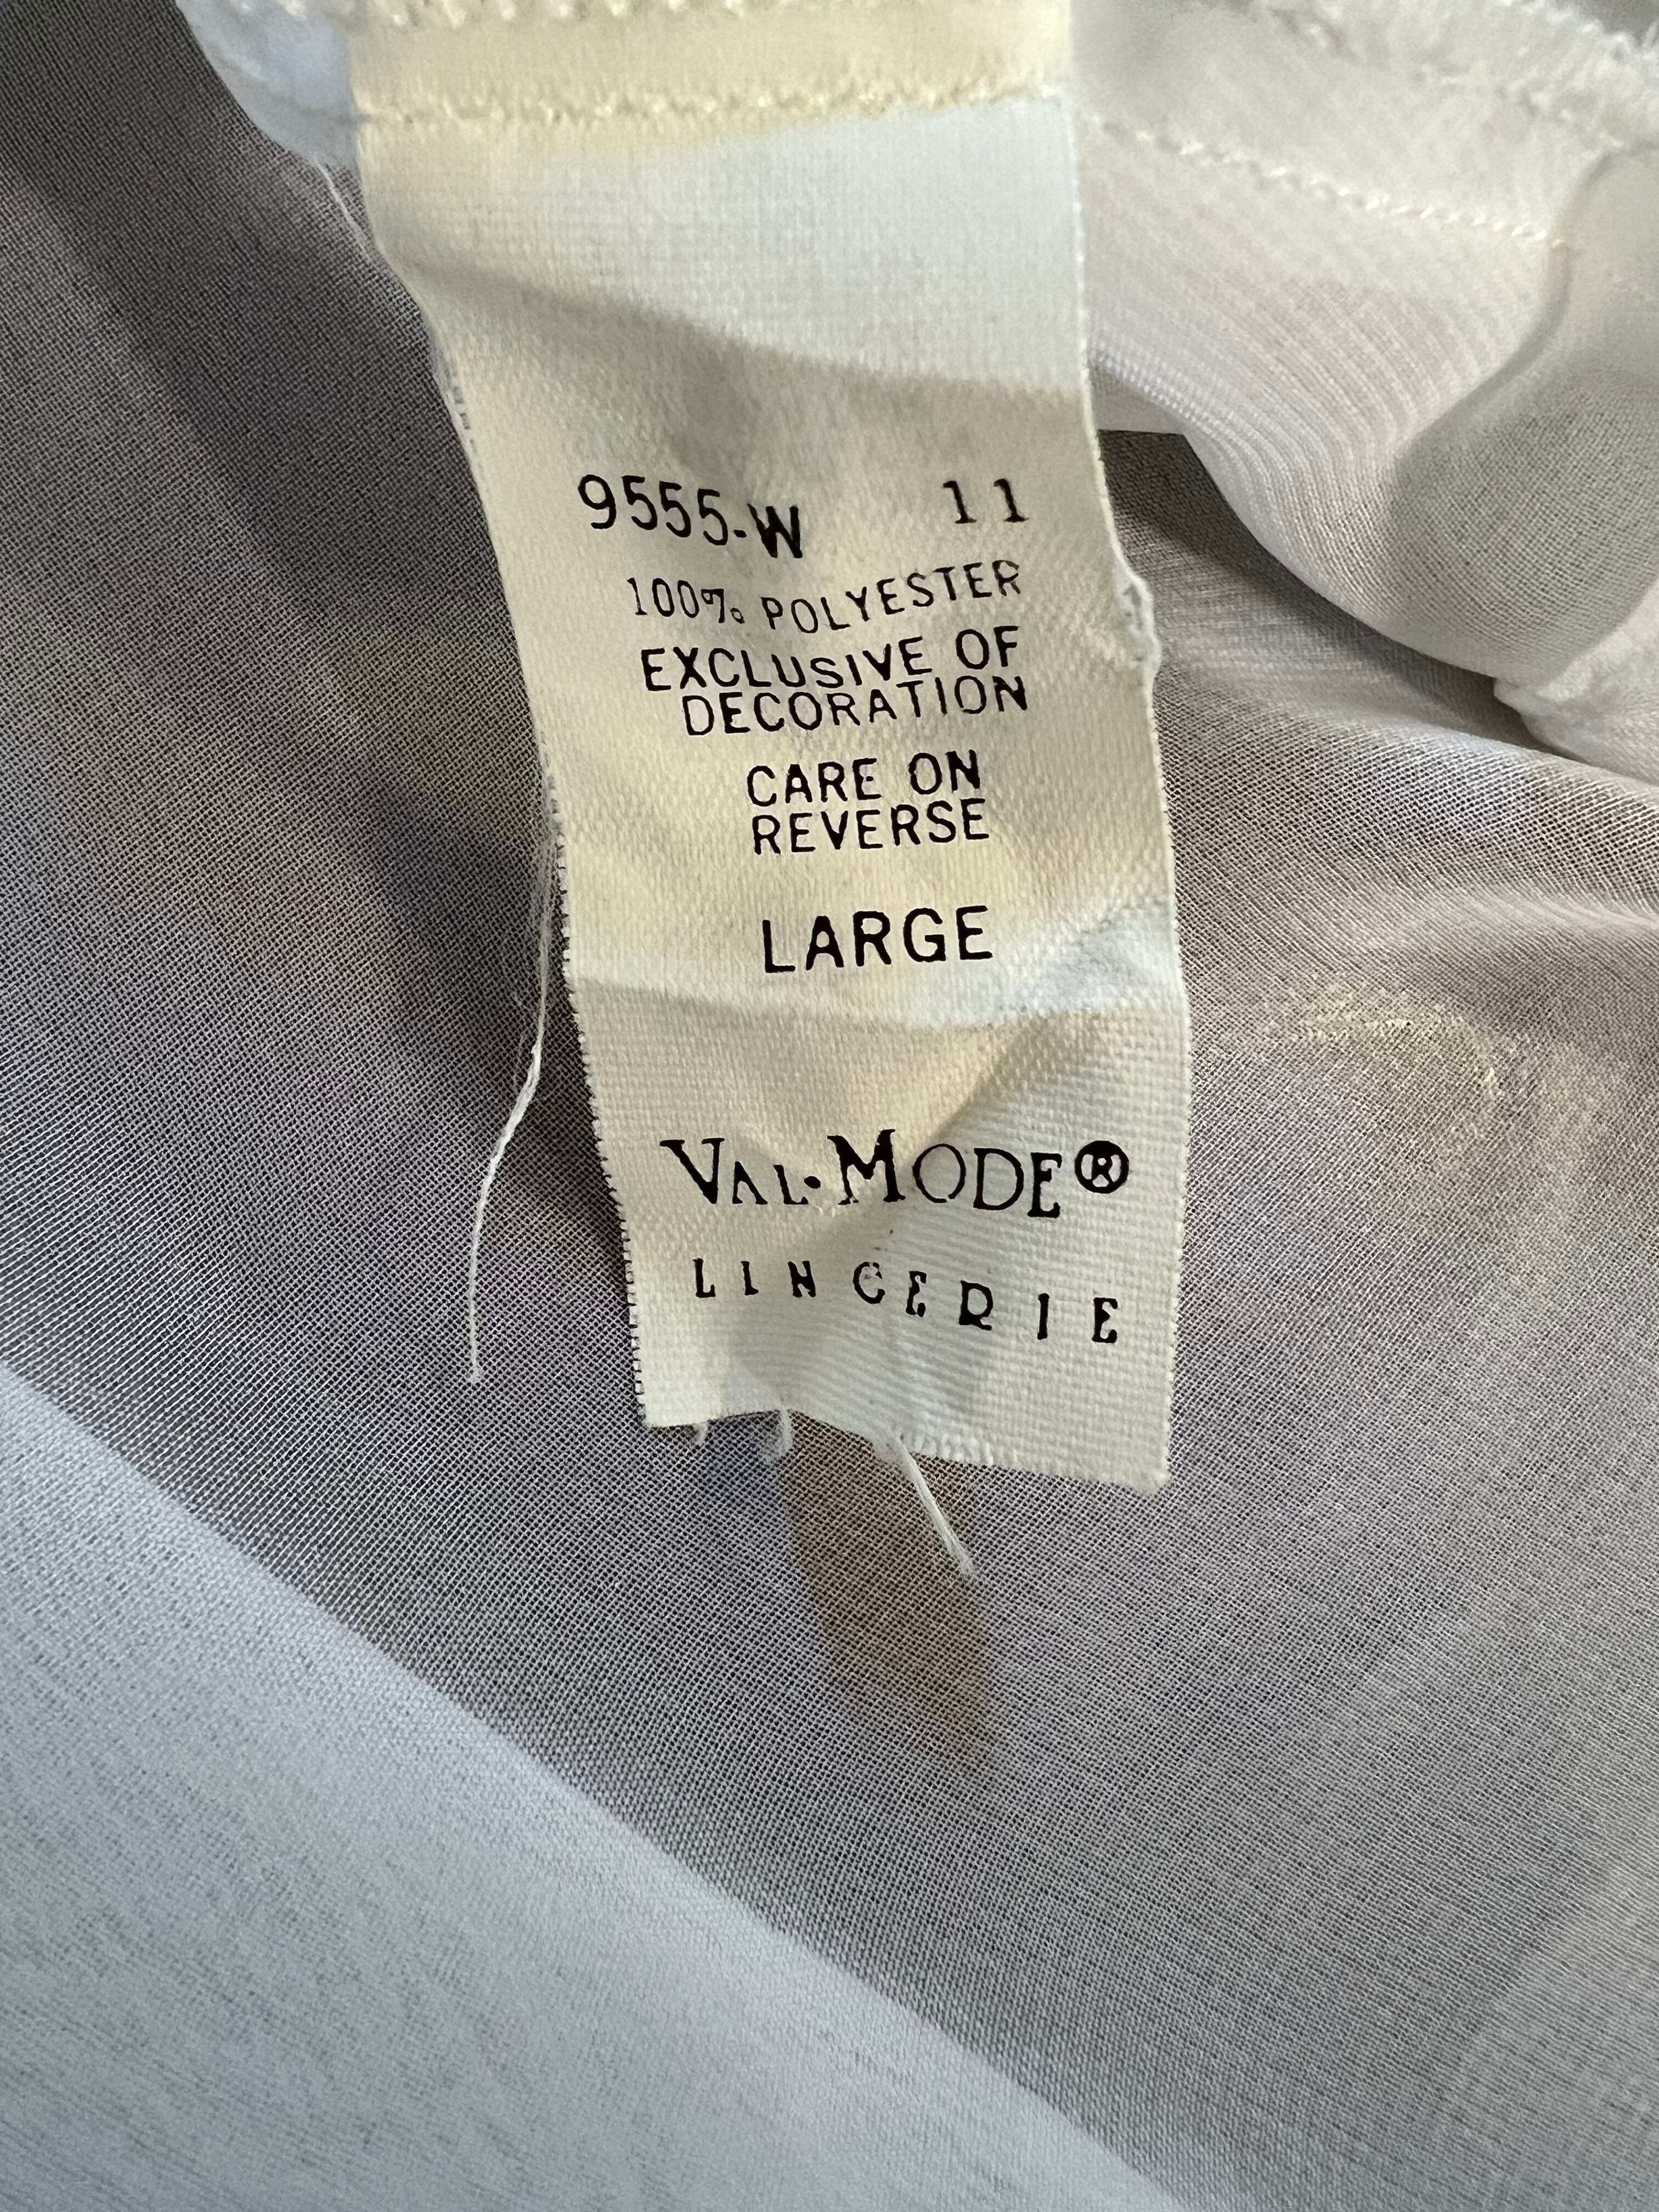 9555-W 11
100% POLYESTER
EXCLUSIVE OF
DECORATION
CARE ON
REVERSE
LARGE
VAL·MODE®
LINGERIE